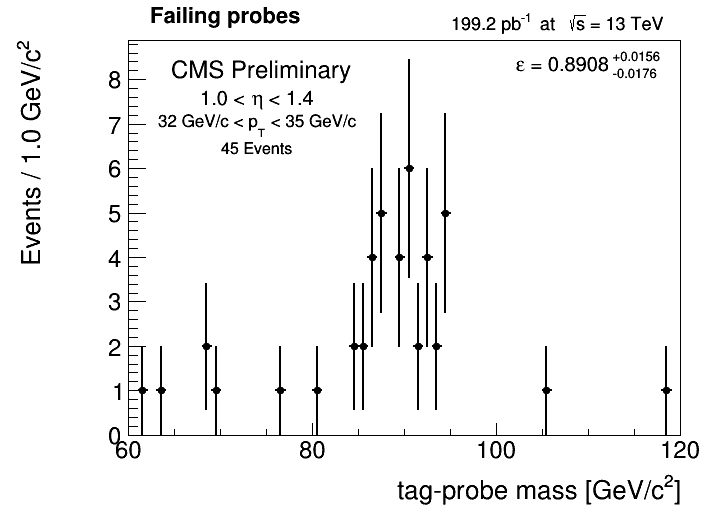 Failing probes
199.2 pb⁻¹ at √s = 13 TeV
CMS Preliminary
1.0 < η < 1.4
32 GeV/c < p_T < 35 GeV/c
45 Events
ε = 0.8908 +0.0156 -0.0176
Events / 1.0 GeV/c²
8
7
6
5
4
3
2
1
0
60 80 100 120
tag-probe mass [GeV/c²]